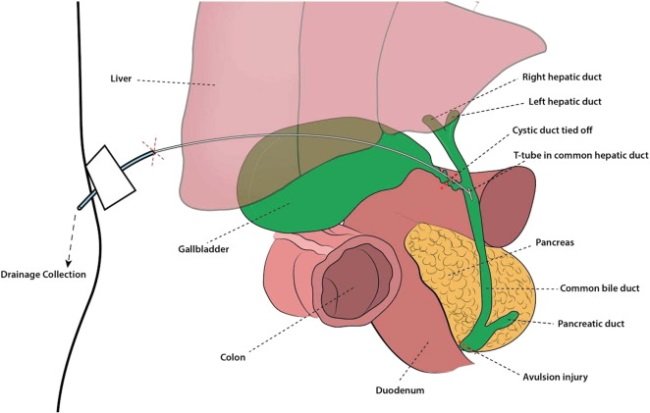 Liver
Right hepatic duct
Left hepatic duct
Cystic duct tied off
T-tube in common hepatic duct
Gallbladder
Pancreas
Drainage Collection
Common bile duct
Pancreatic duct
Colon
Avulsion injury
Duodenum